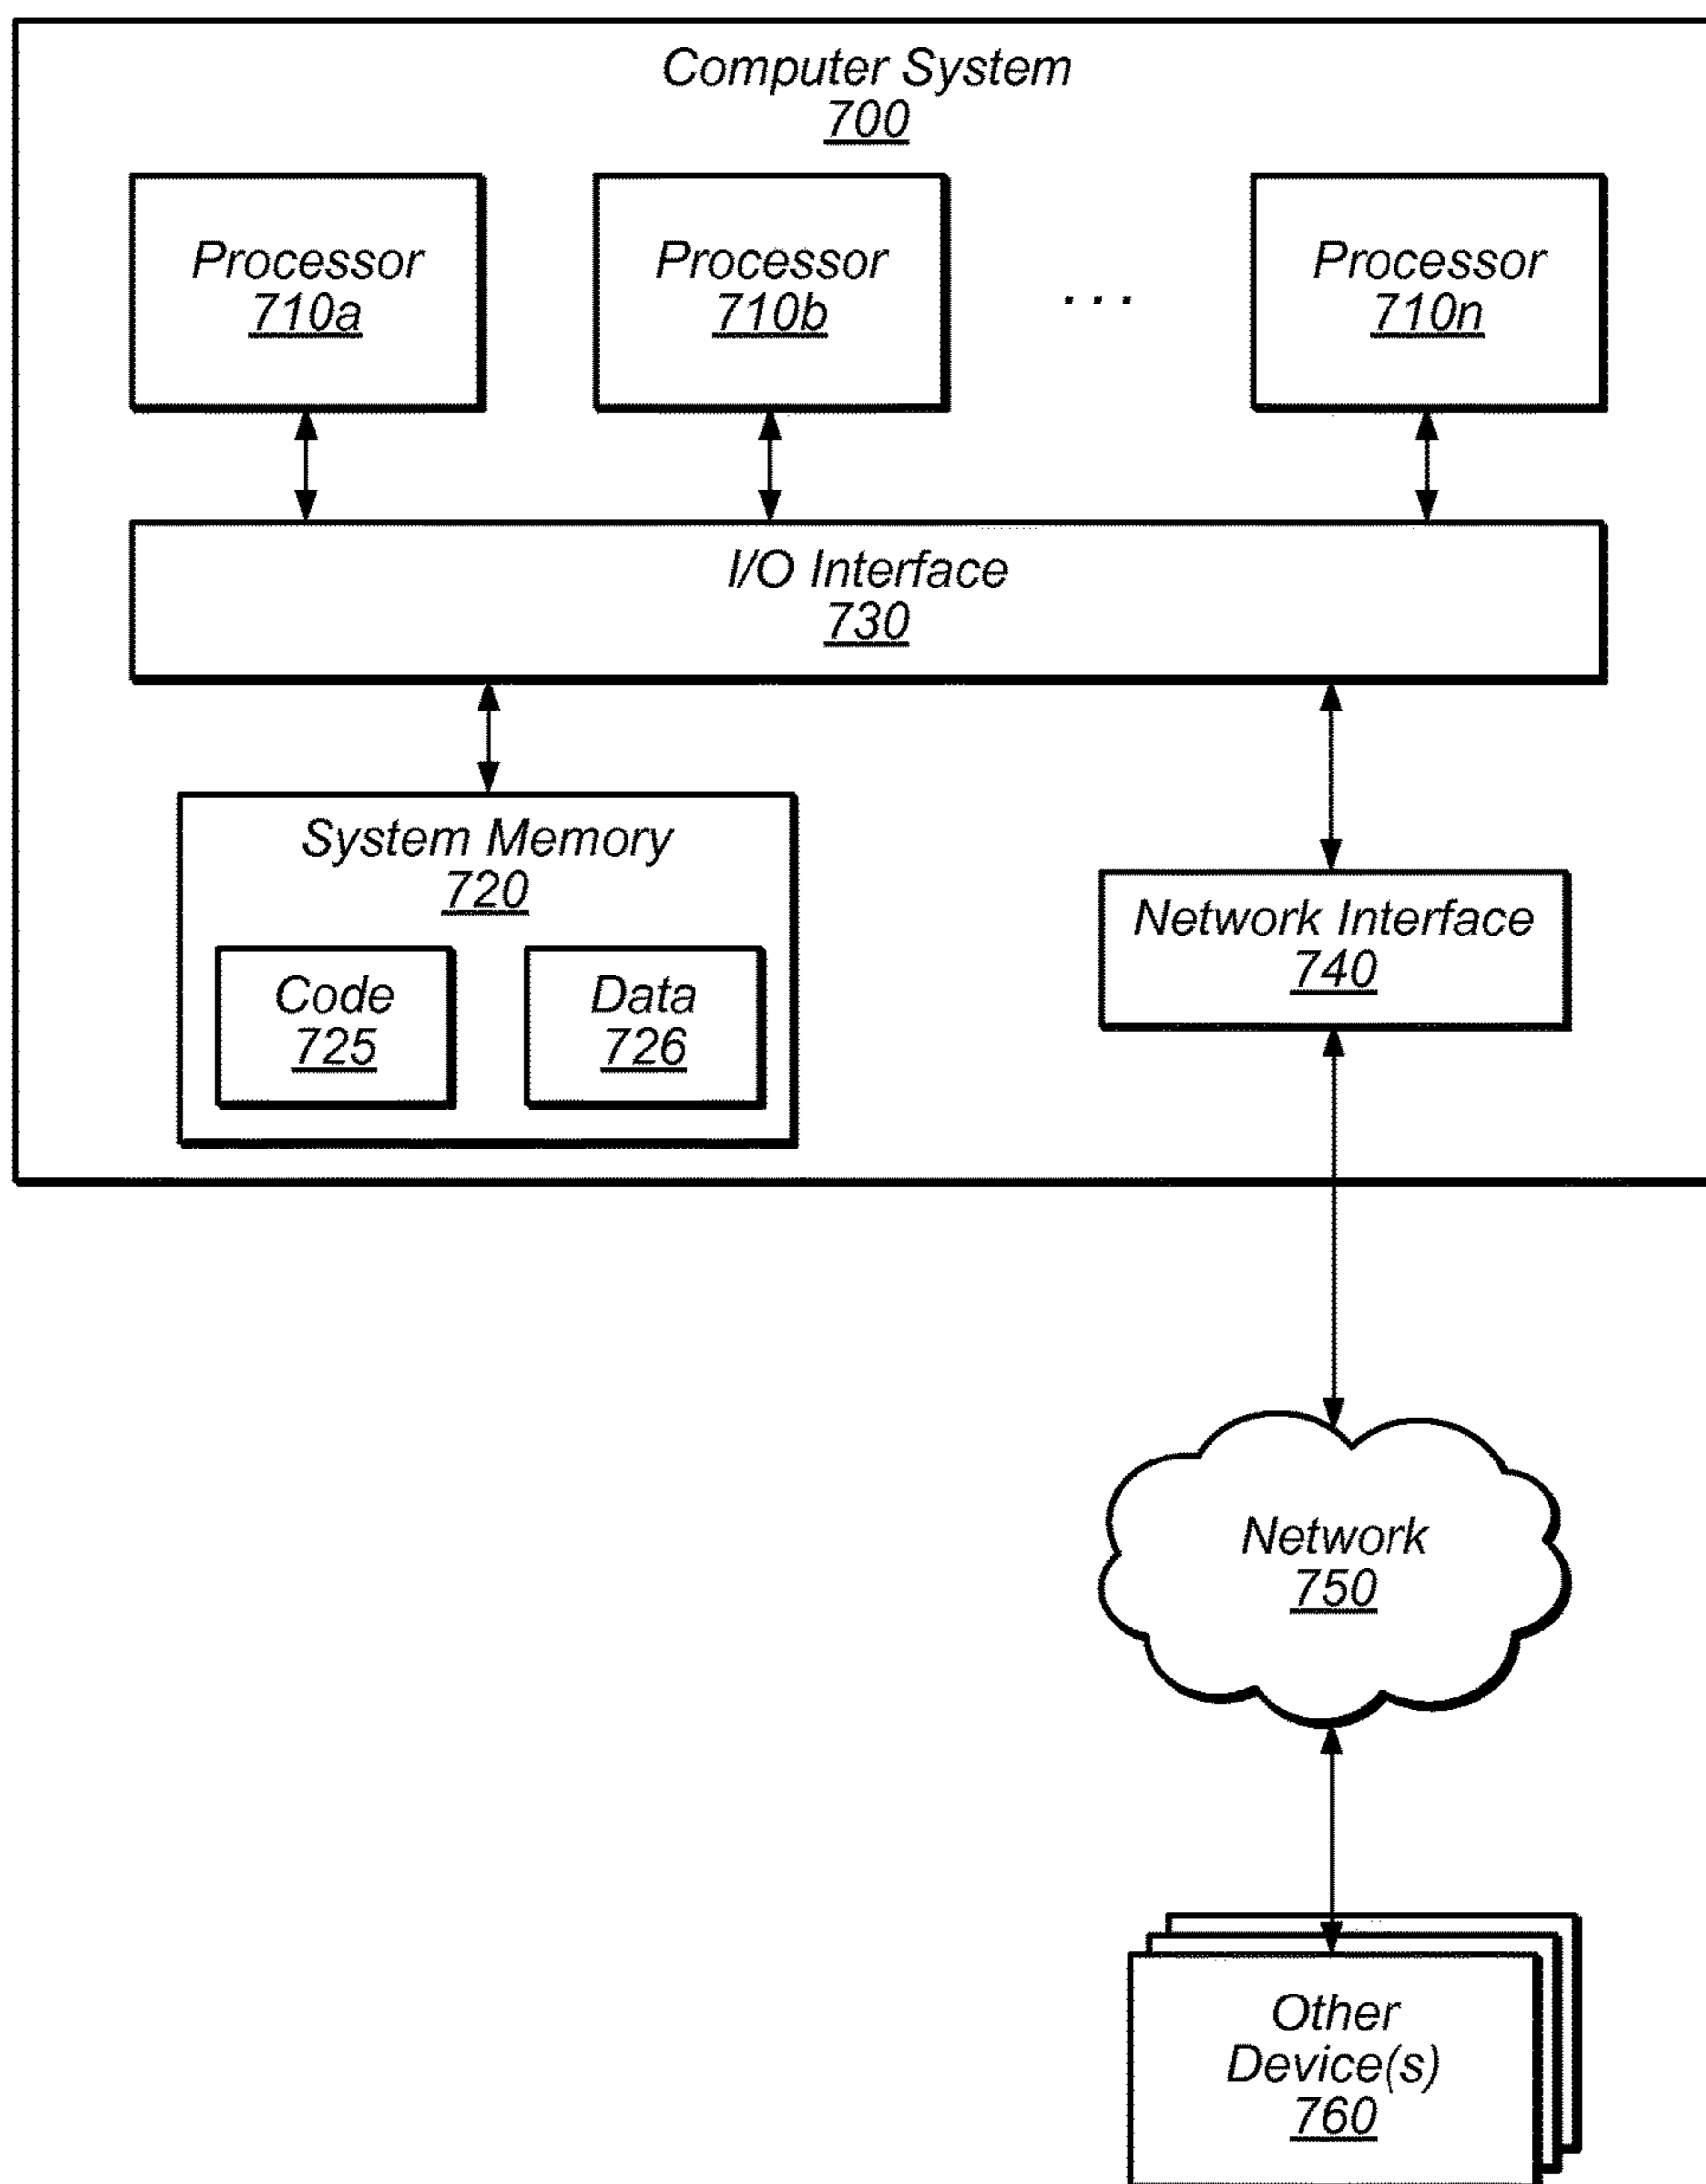 Computer System
700
Processor
710a
Processor
710b
. . .
Processor
710n
I/O Interface
730
System Memory
720
Code
725
Data
726
Network Interface
740
Network
750
Other
Device(s)
760